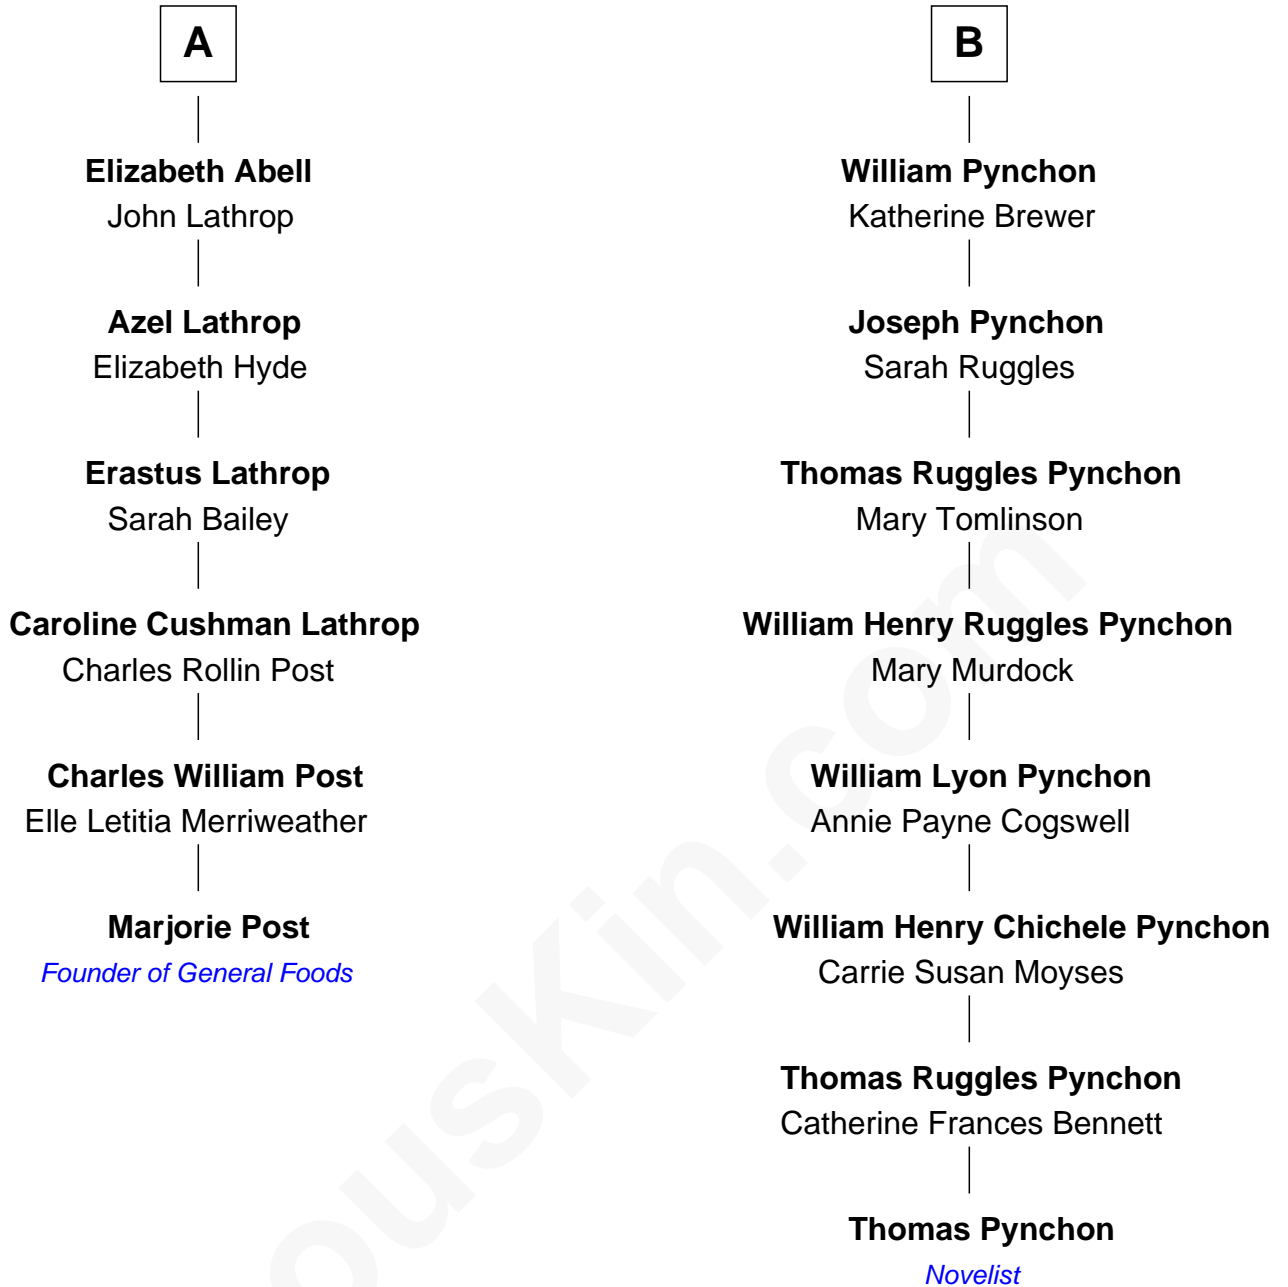 A
Elizabeth Abell
John Lathrop
Azel Lathrop
Elizabeth Hyde
Erastus Lathrop
Sarah Bailey
Caroline Cushman Lathrop
Charles Rollin Post
Charles William Post
Elle Letitia Merriweather
Marjorie Post
Founder of General Foods
B
William Pynchon
Katherine Brewer
Joseph Pynchon
Sarah Ruggles
Thomas Ruggles Pynchon
Mary Tomlinson
William Henry Ruggles Pynchon
Mary Murdock
William Lyon Pynchon
Annie Payne Cogswell
William Henry Chichele Pynchon
Carrie Susan Moyses
Thomas Ruggles Pynchon
Catherine Frances Bennett
Thomas Pynchon
Novelist
ousKin.com